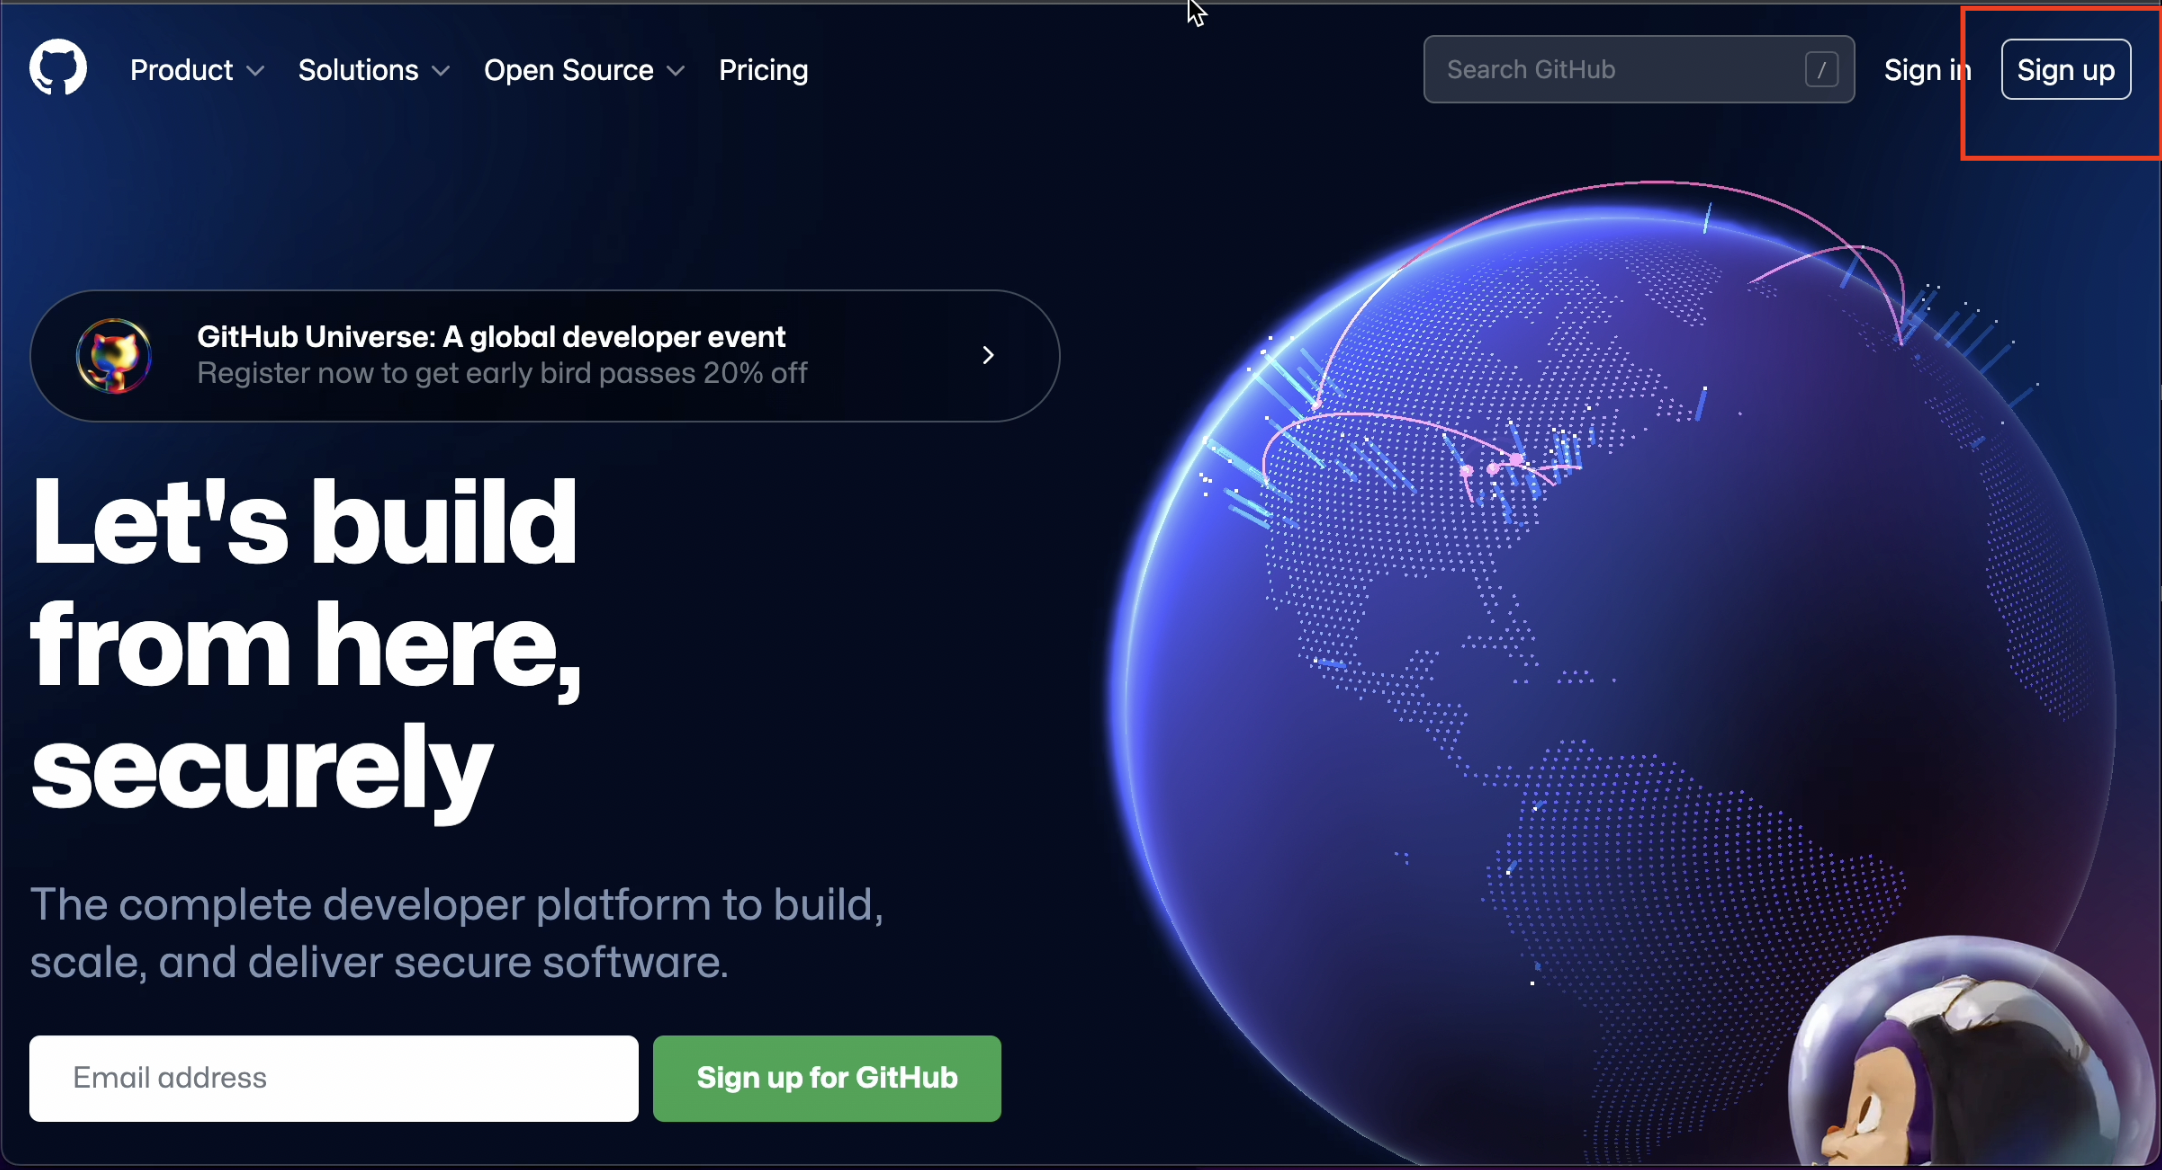 Product Solutions Open Source Pricing Search GitHub / Sign in Sign up
GitHub Universe: A global developer event
Register now to get early bird passes 20% off
Let's build
from here,
securely
The complete developer platform to build,
scale, and deliver secure software.
Email address Sign up for GitHub